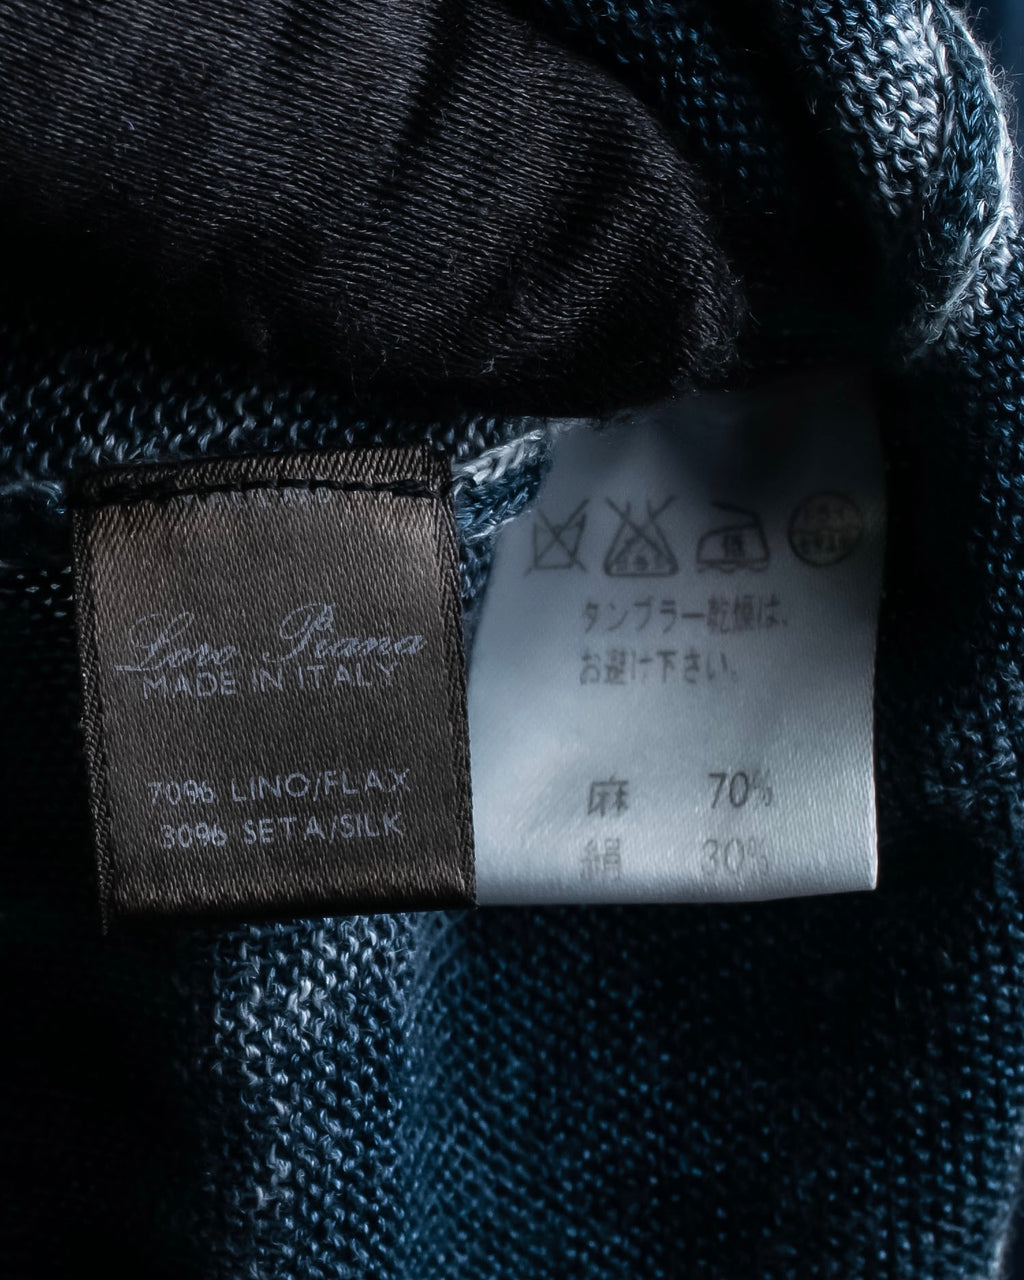 Loro Piana
MADE IN ITALY
70% LINO/FLAX
30% SETA/SILK
低
タンブラー乾燥は、
お避け下さい。
麻 70%
絹 30%